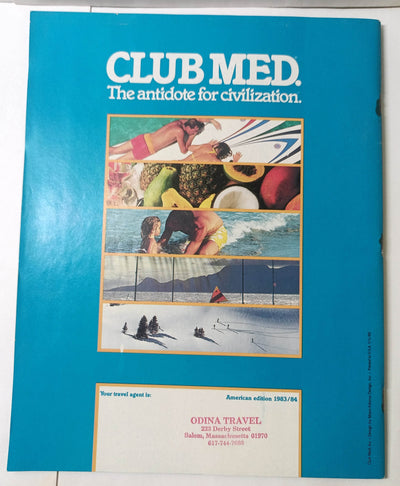 CLUB MED.
The antidote for civilization.
Your travel agent is:
American edition 1983/84
ODINA TRAVEL
223 Derby Street
Salem, Massachusetts 01970